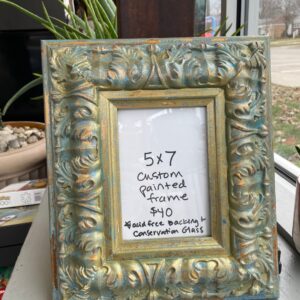 5x7
custom
painted
frame
$40
*acid free Backing +
Conservation Glass